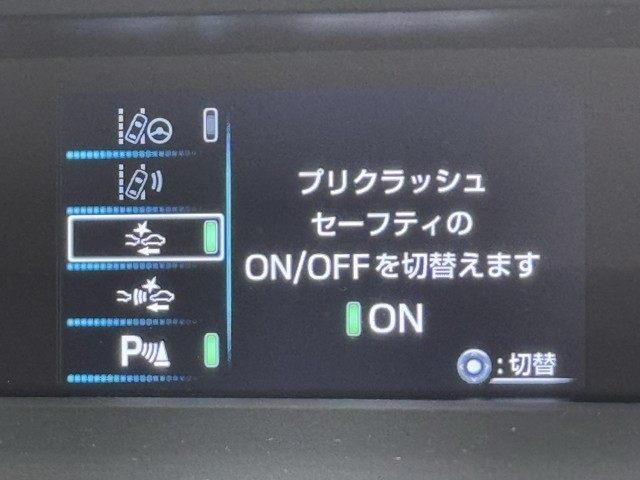 プリクラッシュ
セーフティの
ON/OFFを切替えます
ON
P
:切替